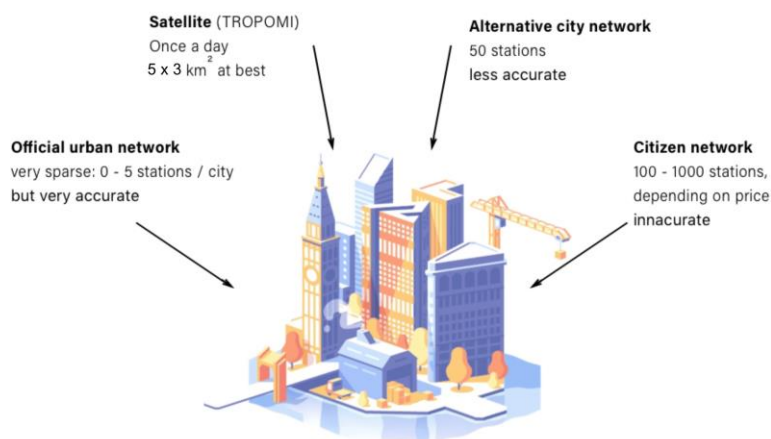 Satellite (TROPOMI)
Once a day
5 x 3 km² at best
Alternative city network
50 stations
less accurate
Official urban network
very sparse: 0 - 5 stations / city
but very accurate
Citizen network
100 - 1000 stations,
depending on price
innacurate